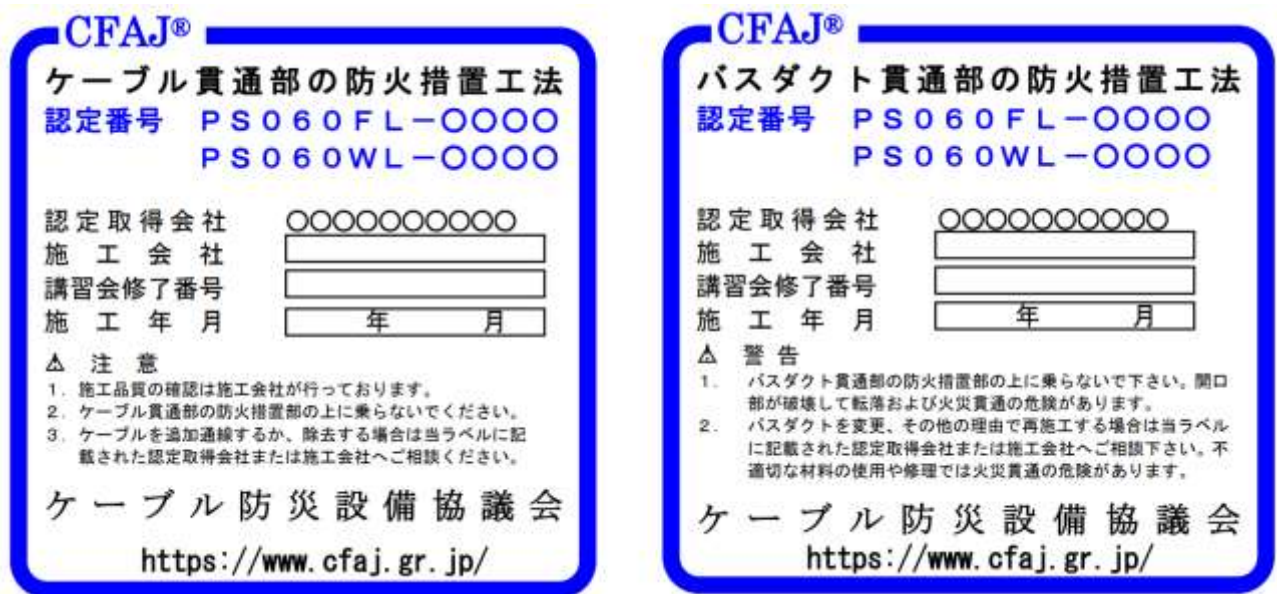 CFAJ®
ケーブル貫通部の防火措置工法
認定番号 PS060FL-○○○○
PS060WL-○○○○
認定取得会社 ○○○○○○○○○○
施工会社
講習会修了番号
施工年月 年 月
⚠ 注意
1. 施工品質の確認は施工会社が行っております。
2. ケーブル貫通部の防火措置部の上に乗らないでください。
3. ケーブルを追加通線するか、除去する場合は当ラベルに記
載された認定取得会社または施工会社へご相談ください。
ケーブル防災設備協議会
https://www.cfaj.gr.jp/
CFAJ®
バスダクト貫通部の防火措置工法
認定番号 PS060FL-○○○○
PS060WL-○○○○
認定取得会社 ○○○○○○○○○○
施工会社
講習会修了番号
施工年月 年 月
⚠ 警告
1. バスダクト貫通部の防火措置部の上に乗らないで下さい。開口
部が破壊して転落および火災貫通の危険があります。
2. バスダクトを変更、その他の理由で再施工する場合は当ラベル
に記載された認定取得会社または施工会社へご相談下さい。不
適切な材料の使用や修理では火災貫通の危険があります。
ケーブル防災設備協議会
https://www.cfaj.gr.jp/